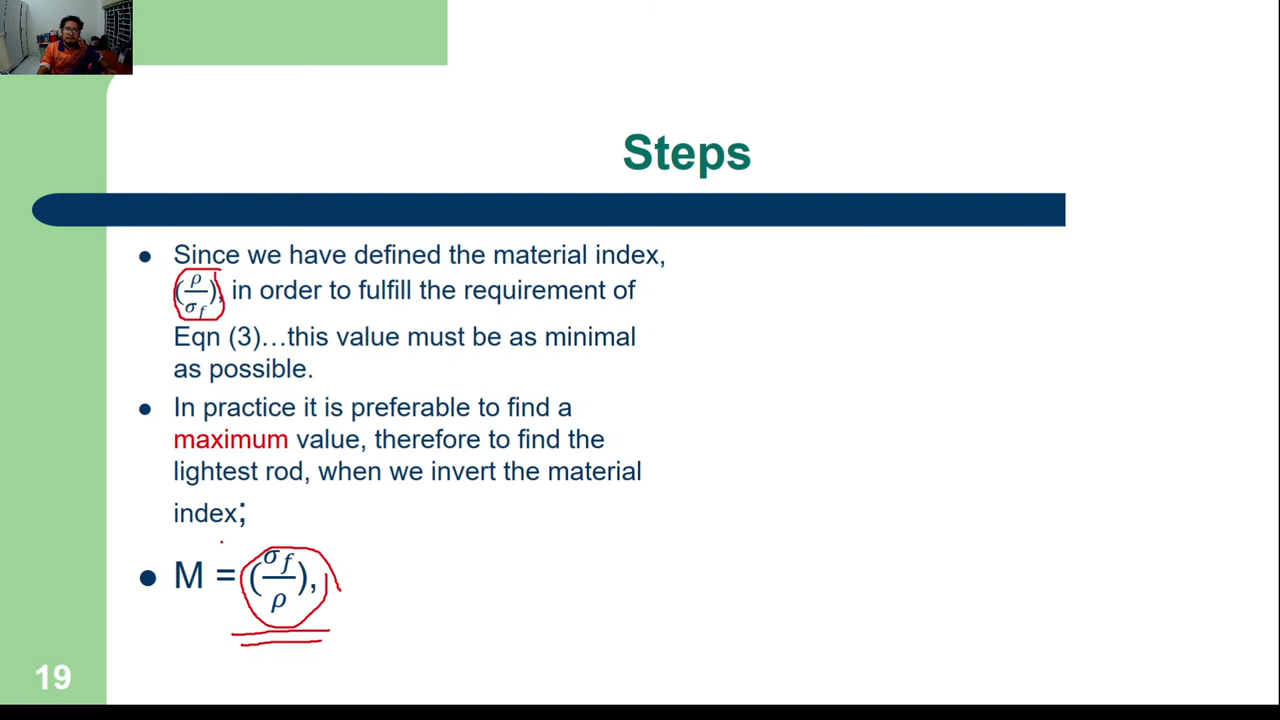 Steps
● Since we have defined the material index,
(ρ/σ_f), in order to fulfill the requirement of
Eqn (3)…this value must be as minimal
as possible.
● In practice it is preferable to find a
maximum value, therefore to find the
lightest rod, when we invert the material
index;
● M = (σ_f/ρ),
19